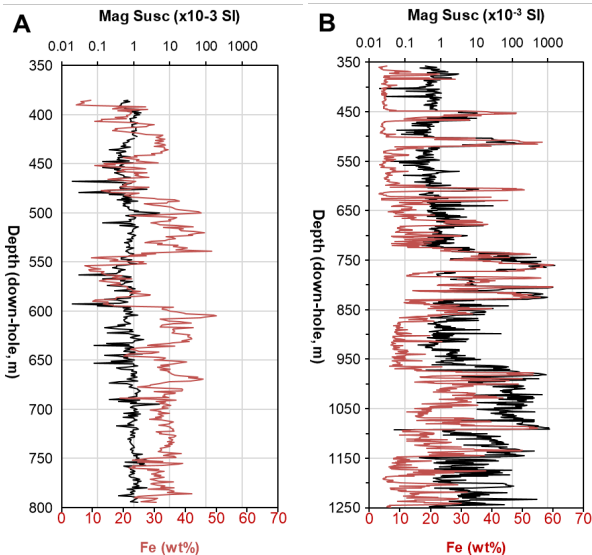 A
Mag Susc (x10-3 SI)
0.01 0.1 1 10 100 1000
350
400
450
500
550
600
650
700
750
800
Depth (down-hole, m)
0 10 20 30 40 50 60 70
Fe (wt%)
B
Mag Susc (x10-3 SI)
0.01 0.1 1 10 100 1000
350
450
550
650
750
850
950
1050
1150
1250
Depth (down-hole, m)
0 10 20 30 40 50 60 70
Fe (wt%)